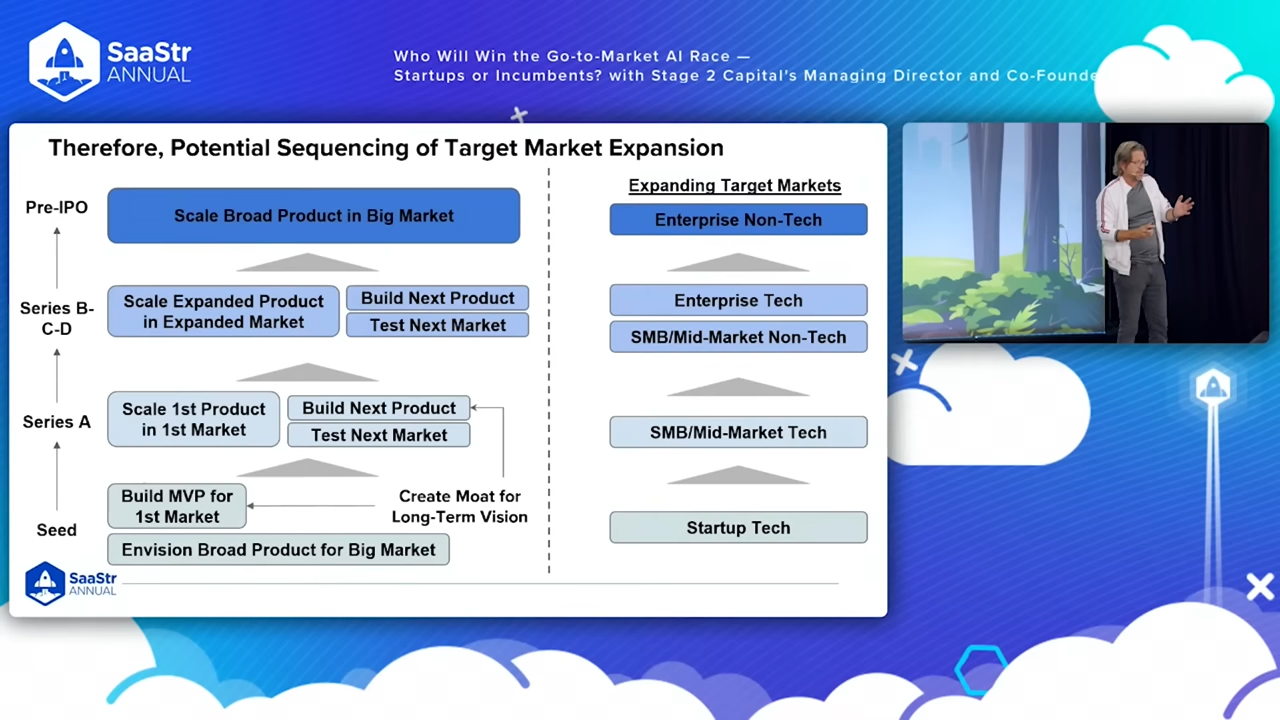 SaaStr
ANNUAL
Who Will Win the Go-to-Market AI Race —
Startups or Incumbents? with Stage 2 Capital's Managing Director and Co-Founde
Therefore, Potential Sequencing of Target Market Expansion
Pre-IPO
Scale Broad Product in Big Market
Series B-
C-D
Scale Expanded Product
in Expanded Market
Build Next Product
Test Next Market
Series A
Scale 1st Product
in 1st Market
Build Next Product
Test Next Market
Seed
Build MVP for
1st Market
Create Moat for
Long-Term Vision
Envision Broad Product for Big Market
Expanding Target Markets
Enterprise Non-Tech
Enterprise Tech
SMB/Mid-Market Non-Tech
SMB/Mid-Market Tech
Startup Tech
SaaStr
ANNUAL